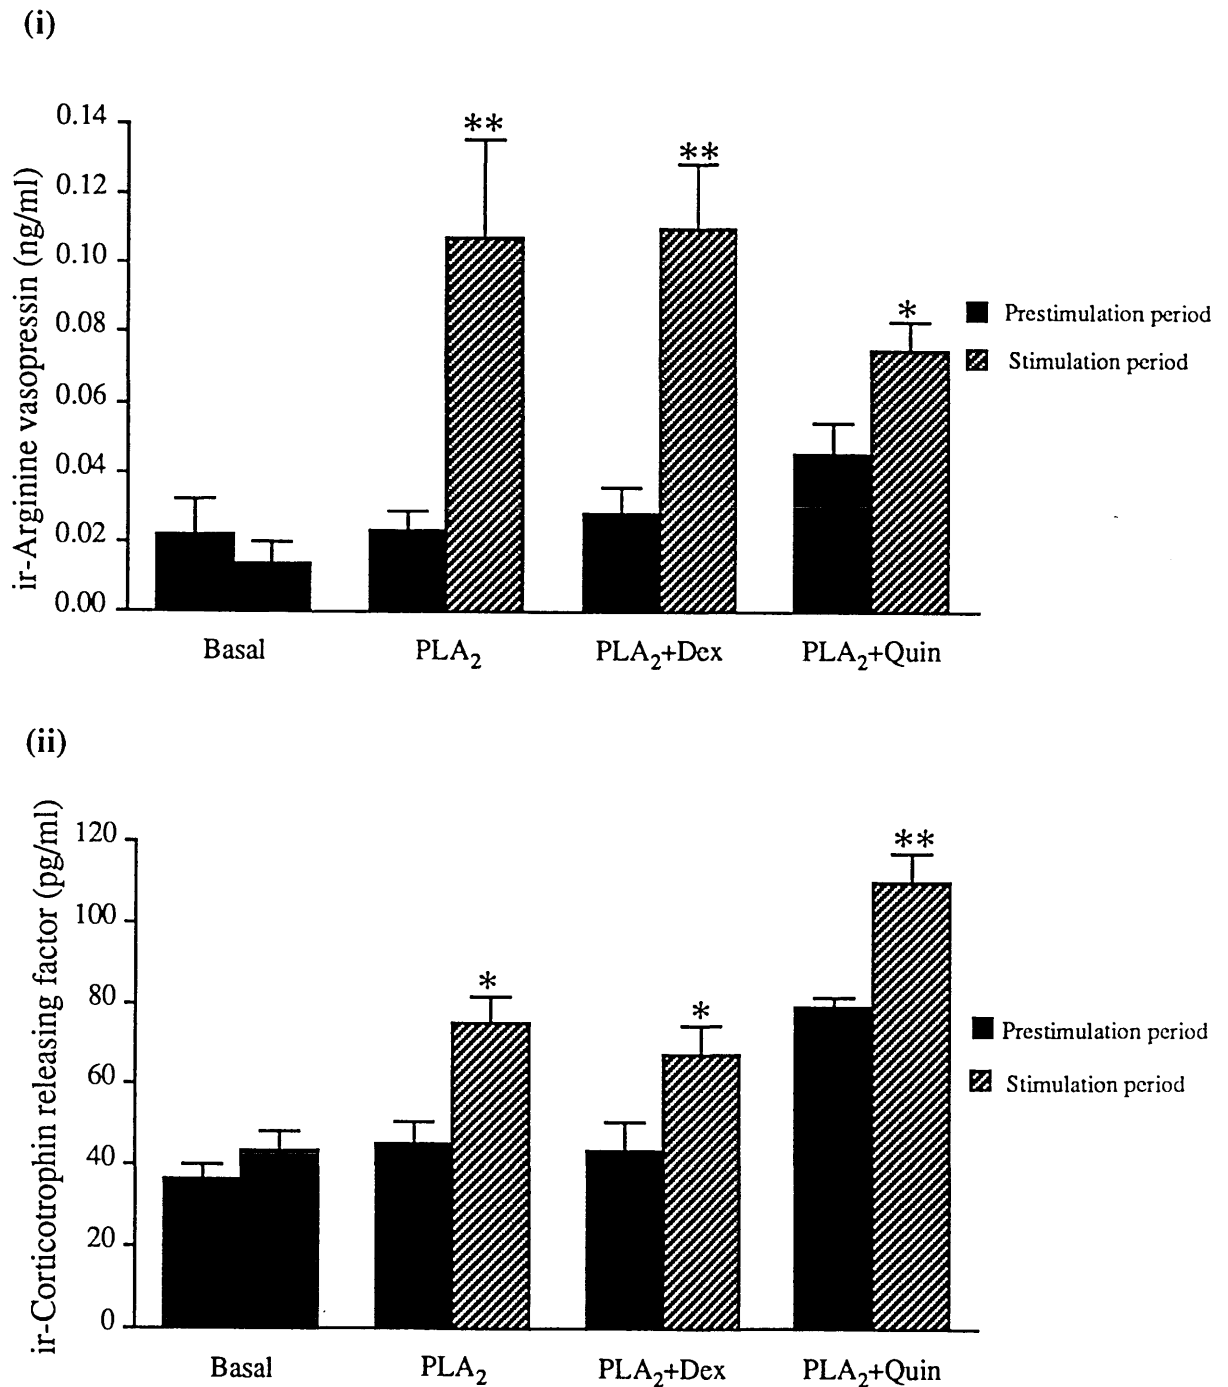 (i)
ir-Arginine vasopressin (ng/ml)
0.14
0.12
0.10
0.08
0.06
0.04
0.02
0.00
**
**
*
Prestimulation period
Stimulation period
Basal
PLA₂
PLA₂+Dex
PLA₂+Quin
(ii)
ir-Corticotrophin releasing factor (pg/ml)
120
100
80
60
40
20
0
*
*
**
Prestimulation period
Stimulation period
Basal
PLA₂
PLA₂+Dex
PLA₂+Quin